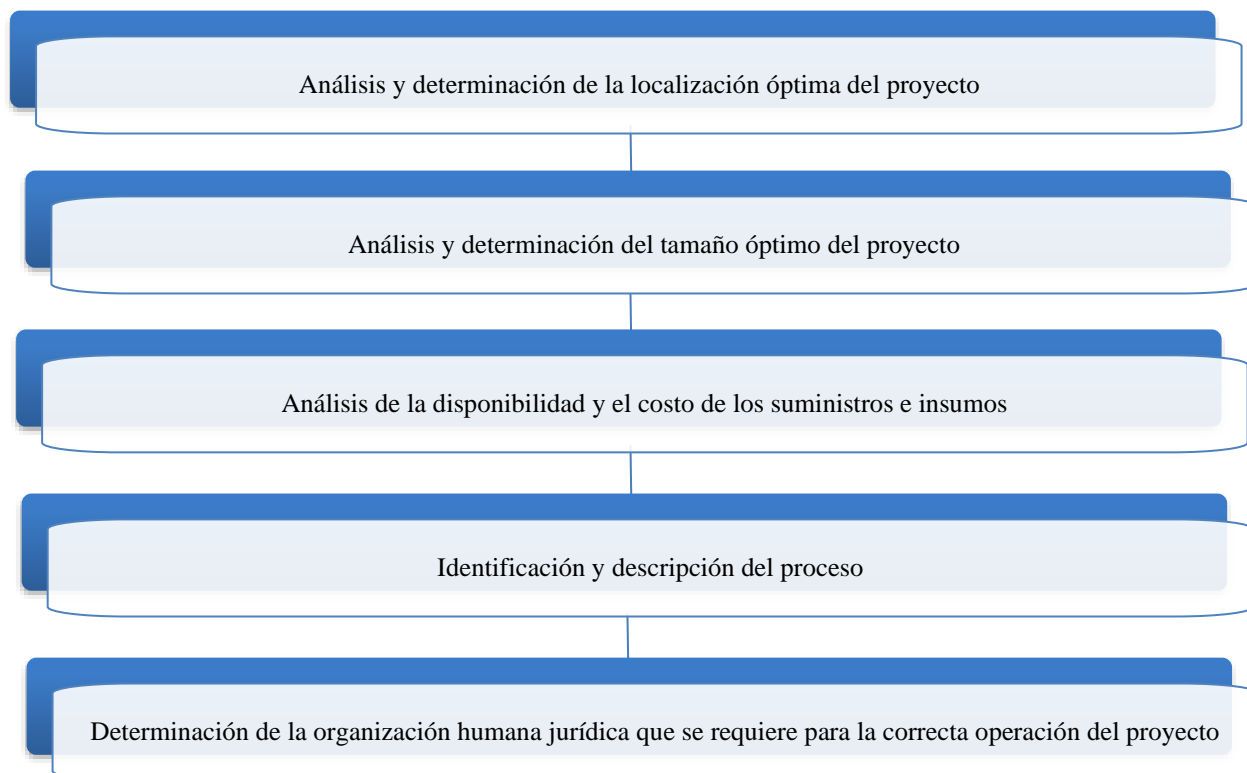 Análisis y determinación de la localización óptima del proyecto
Análisis y determinación del tamaño óptimo del proyecto
Análisis de la disponibilidad y el costo de los suministros e insumos
Identificación y descripción del proceso
Determinación de la organización humana jurídica que se requiere para la correcta operación del proyecto